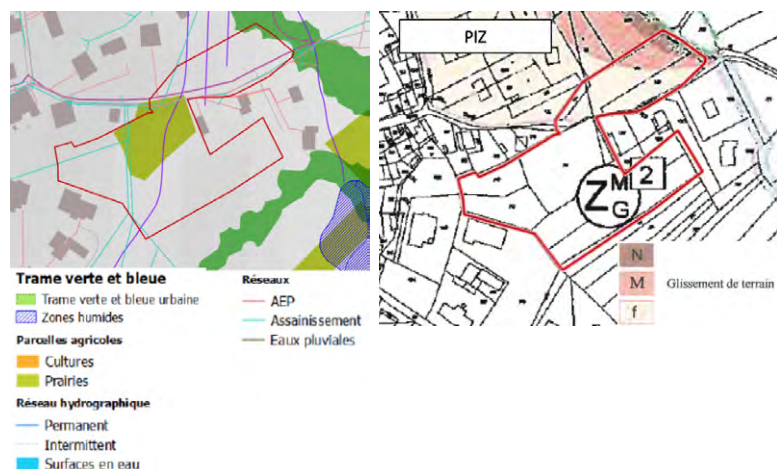 Trame verte et bleue
Trame verte et bleue urbaine
Zones humides
Parcelles agricoles
Cultures
Prairies
Réseau hydrographique
Permanent
Intermittent
Surfaces en eau
Réseaux
AEP
Assainissement
Eaux pluviales
PIZ
Z M G 2
N
M Glissement de terrain
f